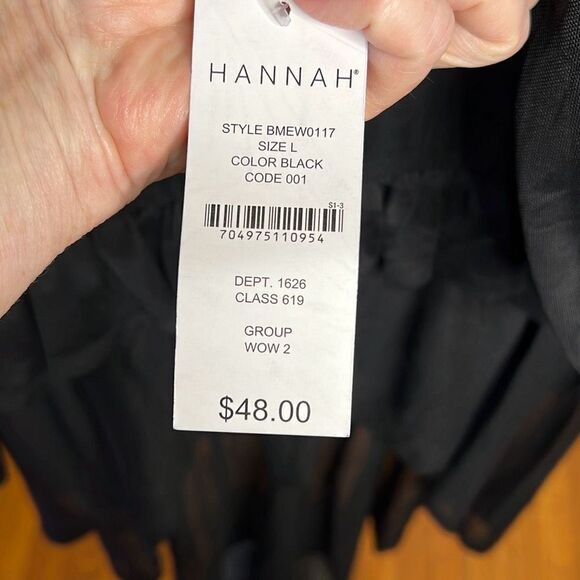 HANNAH®
STYLE BMEW0117
SIZE L
COLOR BLACK
CODE 001
S1-3
704975110954
DEPT. 1626
CLASS 619
GROUP
WOW 2
$48.00